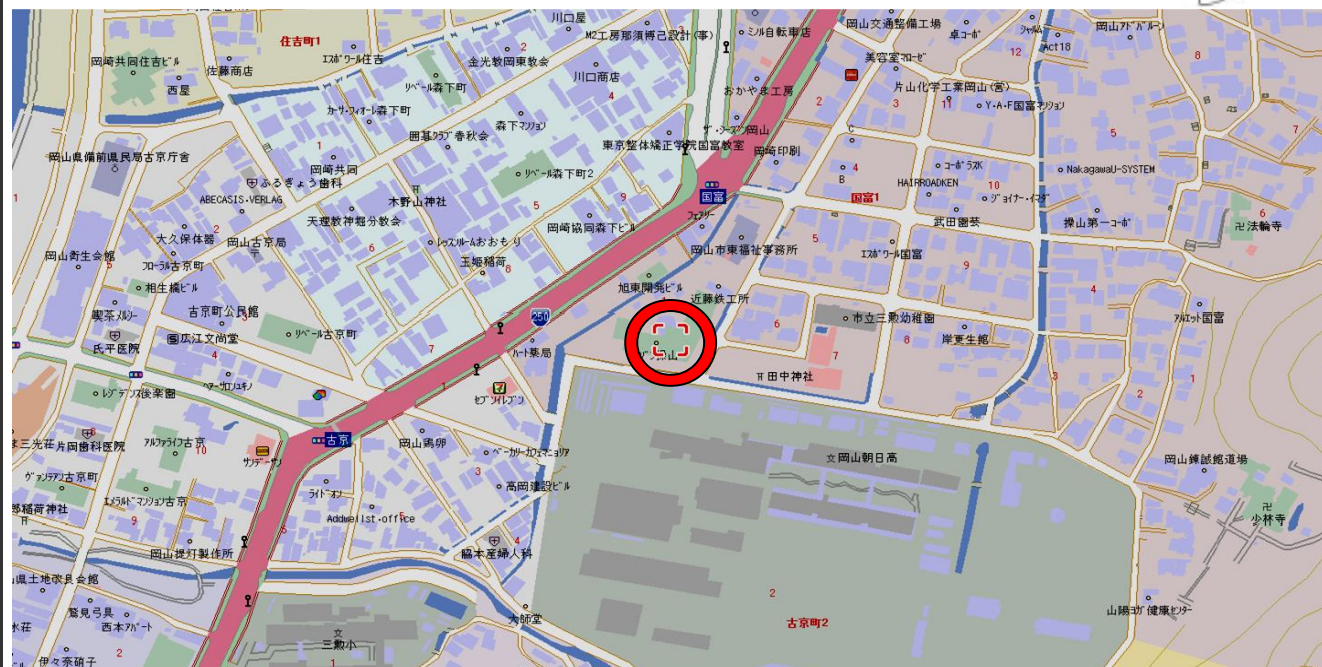 川口屋
住吉町1
M2工房那須博己設計(事)
ミノル自転車店
岡山交通整備工場
卓コーポ
シャルム
岡山アドバルーン
Act18
岡崎共同住吉ビル
佐藤商店
西屋
エスポワール住吉
金光教岡東教会
リベール森下町
川口商店
美容室マローゼ
おかやま工房
片山化学工業岡山(営)
Y・A・F国富マンション
カーサ・フィオーレ森下町
囲碁クラブ春秋会
森下マンション
ザ・シーズン岡山
東京整体矯正学院国富教室
岡崎印刷
岡山県備前県民局古京庁舎
岡崎共同
ふるぎょう歯科
リベール森下町2
コーポラスK
NakagawaU-SYSTEM
HAIRROADKEN
ABECASIS・VERLAG
木野山神社
国富
国富1
ジョイナー・イマダ
天理教神堀分教会
フェアリー
武田園芸
操山第一コーポ
卍法輪寺
大久保体器
岡山古京局
レッスルームおおもり
岡崎協同森下ビル
岡山市東福祉事務所
エスポワール国富
岡山衛生会館
フローラル古京町
玉姫稲荷
相生橋ビル
旭東開発ビル
近藤鉄工所
喫茶メルシー
古京町公民館
250
市立三勲幼稚園
アルエット国富
広江文尚堂
リベール古京町
岸更生館
氏平医院
ハート薬局
田中神社
レジデンス後楽園
ヘアーサロンユキノ
セブンイレブン
三光荘
片岡歯科医院
アルファライフ古京
古京
岡山鶏卵
サンデーサン
ベーカリーカフェマニョリア
文岡山朝日高
岡山錬誠館道場
ヴァンテアン古京町
エメラルドマンション古京
ライドオン
高岡建設ビル
稲荷神社
Addwellst・office
卍
少林寺
岡山提灯製作所
脇本産婦人科
県土地改良会館
鷲見弓具
西本アパート
大師堂
山陽ヨガ健康センター
古京町2
文
三勲小
伊々奈硝子